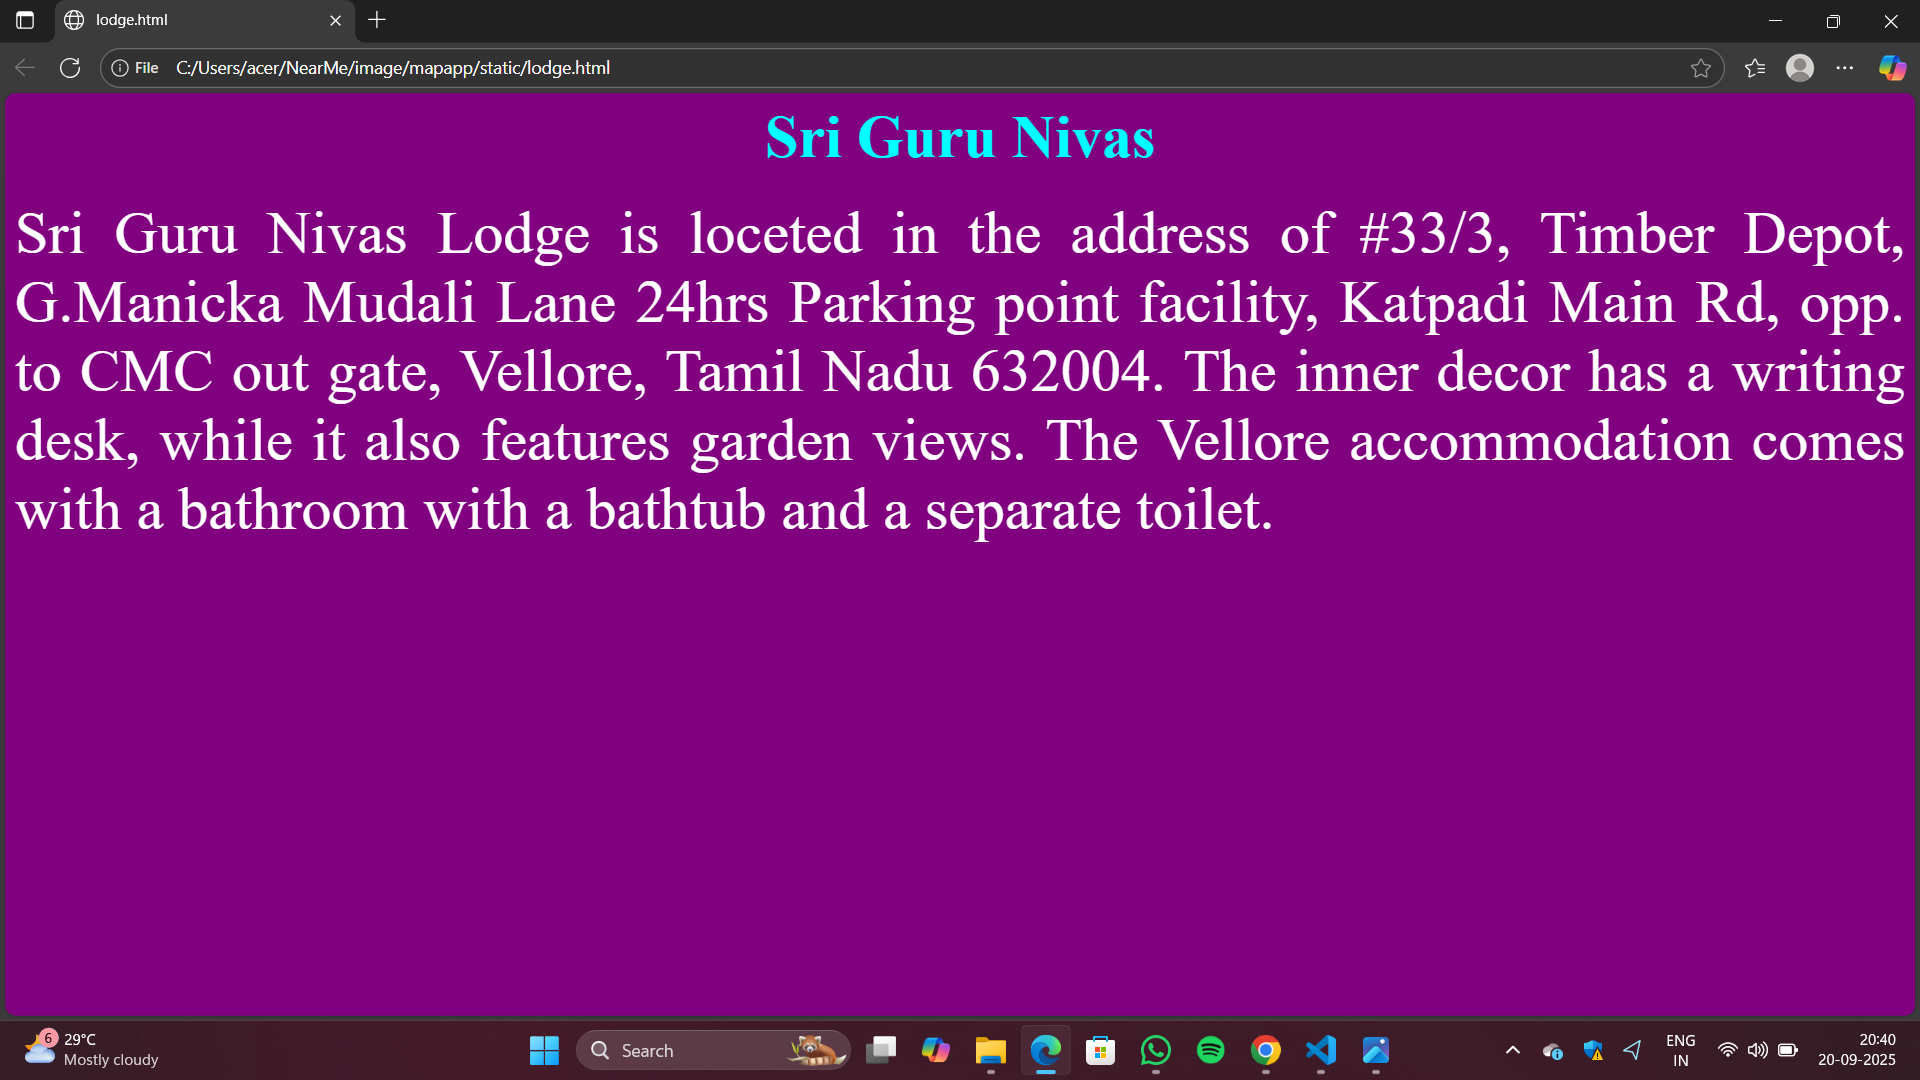 lodge.html
File C:/Users/acer/NearMe/image/mapapp/static/lodge.html
Sri Guru Nivas
Sri Guru Nivas Lodge is loceted in the address of #33/3, Timber Depot,
G.Manicka Mudali Lane 24hrs Parking point facility, Katpadi Main Rd, opp.
to CMC out gate, Vellore, Tamil Nadu 632004. The inner decor has a writing
desk, while it also features garden views. The Vellore accommodation comes
with a bathroom with a bathtub and a separate toilet.
6
29°C
Mostly cloudy
Search
ENG
IN
20:40
20-09-2025